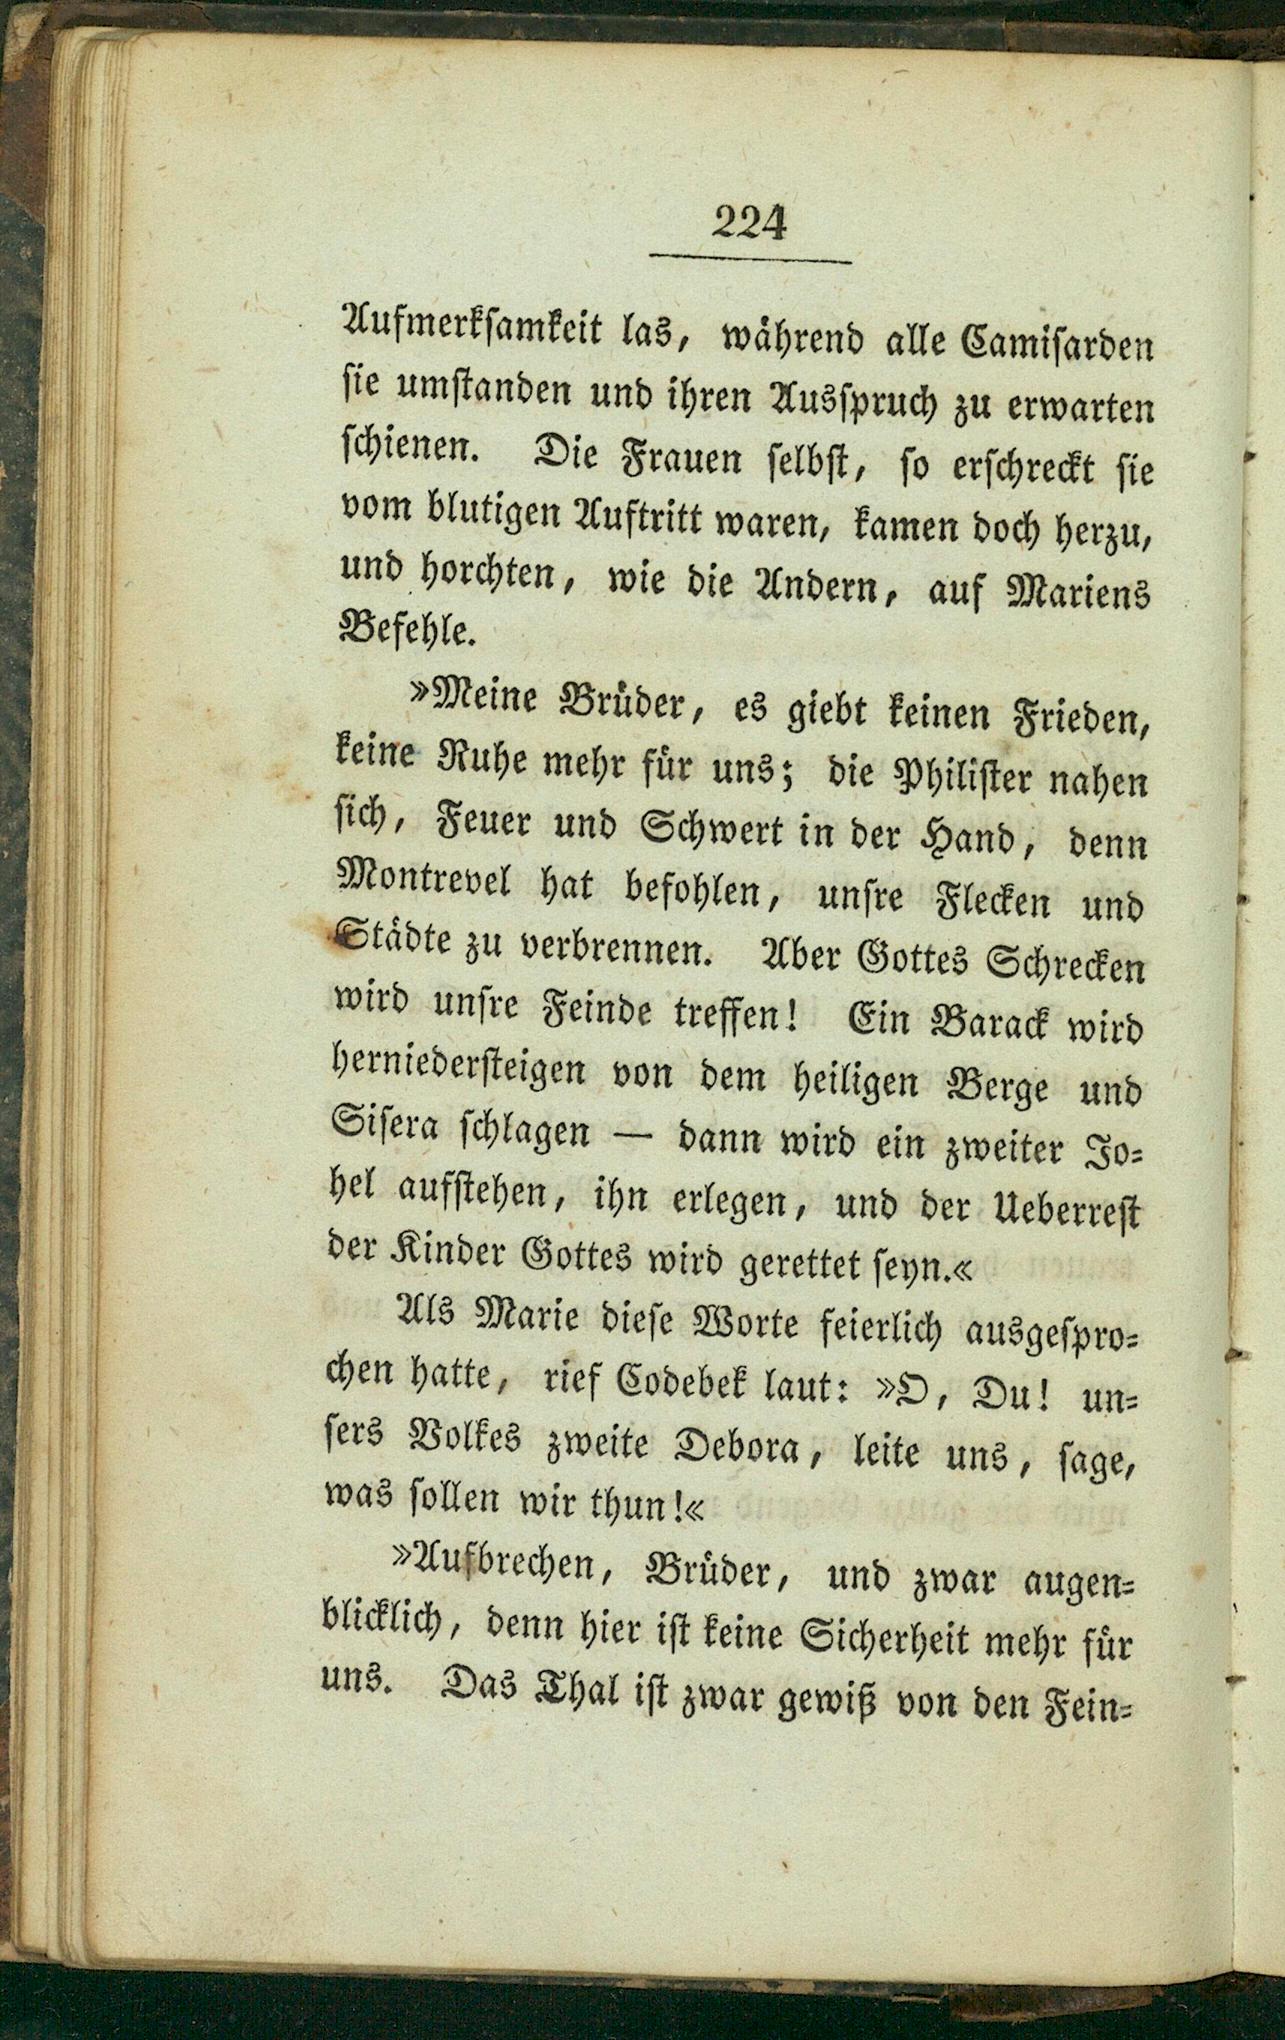 224
Aufmerksamkeit las, während alle Camisarden
sie umstanden und ihren Ausspruch zu erwarten
schienen. Die Frauen selbst, so erschreckt sie
vom blutigen Auftritt waren, kamen doch herzu,
und horchten, wie die Andern, auf Mariens
Befehle.
»Meine Brüder, es giebt keinen Frieden,
keine Ruhe mehr für uns; die Philister nahen
sich, Feuer und Schwert in der Hand, denn
Montrevel hat befohlen, unsre Flecken und
Städte zu verbrennen. Aber Gottes Schrecken
wird unsre Feinde treffen! Ein Barack wird
herniedersteigen von dem heiligen Berge und
Sisera schlagen — dann wird ein zweiter Jo-
hel aufstehen, ihn erlegen, und der Ueberrest
der Kinder Gottes wird gerettet seyn.«
Als Marie diese Worte feierlich ausgespro-
chen hatte, rief Codebek laut: »O, Du! un-
sers Volkes zweite Debora, leite uns, sage,
was sollen wir thun!«
»Aufbrechen, Brüder, und zwar augen-
blicklich, denn hier ist keine Sicherheit mehr für
uns. Das Thal ist zwar gewiß von den Fein-